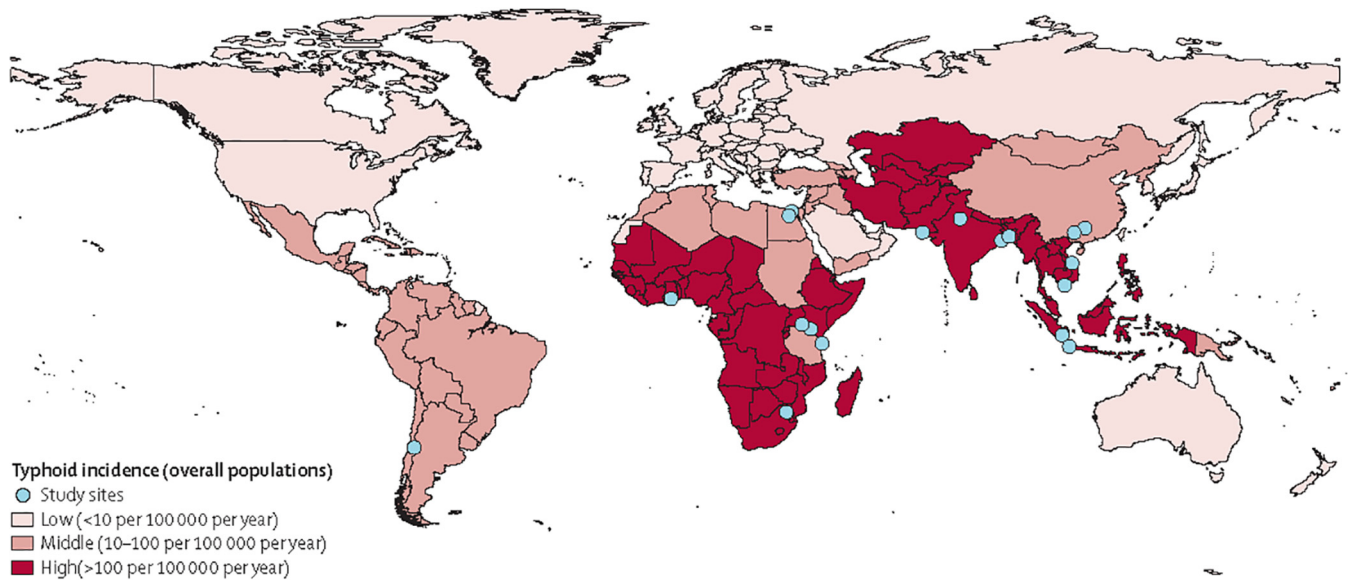 Typhoid incidence (overall populations)
Study sites
Low (<10 per 100 000 per year)
Middle (10–100 per 100 000 per year)
High(>100 per 100 000 per year)